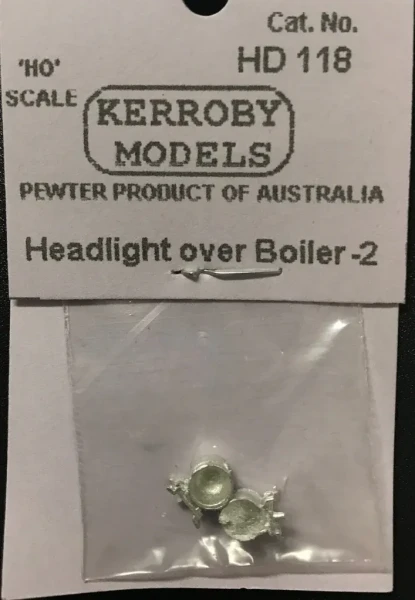 Cat. No.
HD 118
'HO'
SCALE
KERROBY
MODELS
PEWTER PRODUCT OF AUSTRALIA
Headlight over Boiler -2